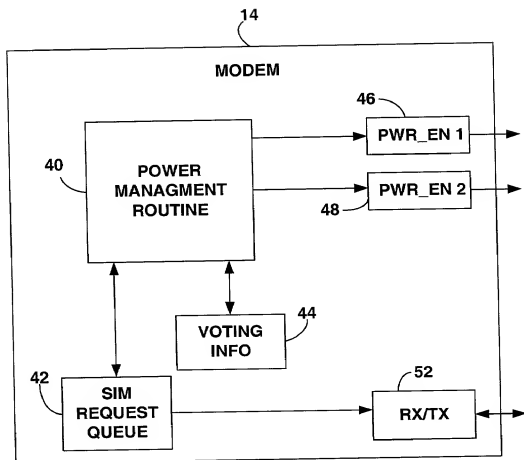 14
MODEM
46
PWR_EN 1
40
POWER
MANAGMENT
ROUTINE
PWR_EN 2
48
44
VOTING
INFO
42
SIM
REQUEST
QUEUE
52
RX/TX